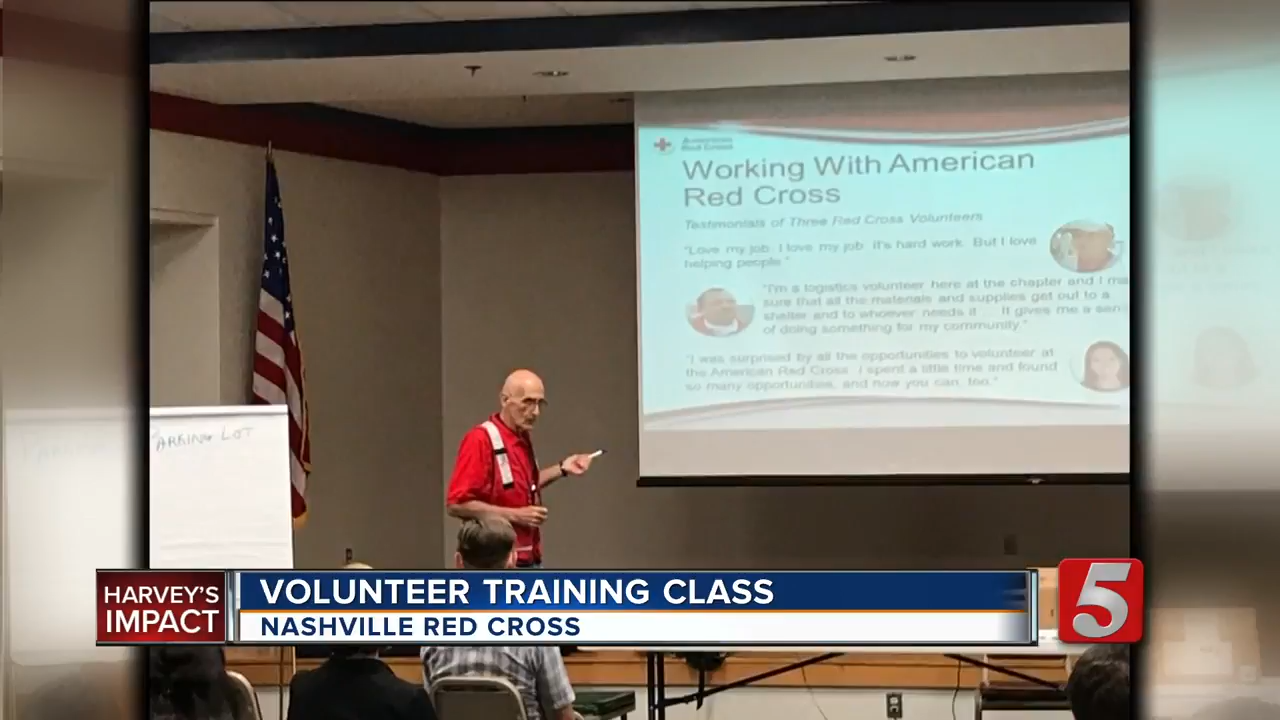 American
Red Cross
Working With American
Red Cross
Testimonials of Three Red Cross Volunteers
"Love my job. I love my job. It's hard work. But I love
helping people."
"I'm a logistics volunteer here at the chapter and I ma
sure that all the materials and supplies get out to a
shelter and to whoever needs it. It gives me a sen
of doing something for my community."
"I was surprised by all the opportunities to volunteer at
the American Red Cross. I spent a little time and found
so many opportunities, and now you can, too."
PARKING LOT
HARVEY'S
IMPACT
VOLUNTEER TRAINING CLASS
NASHVILLE RED CROSS
5